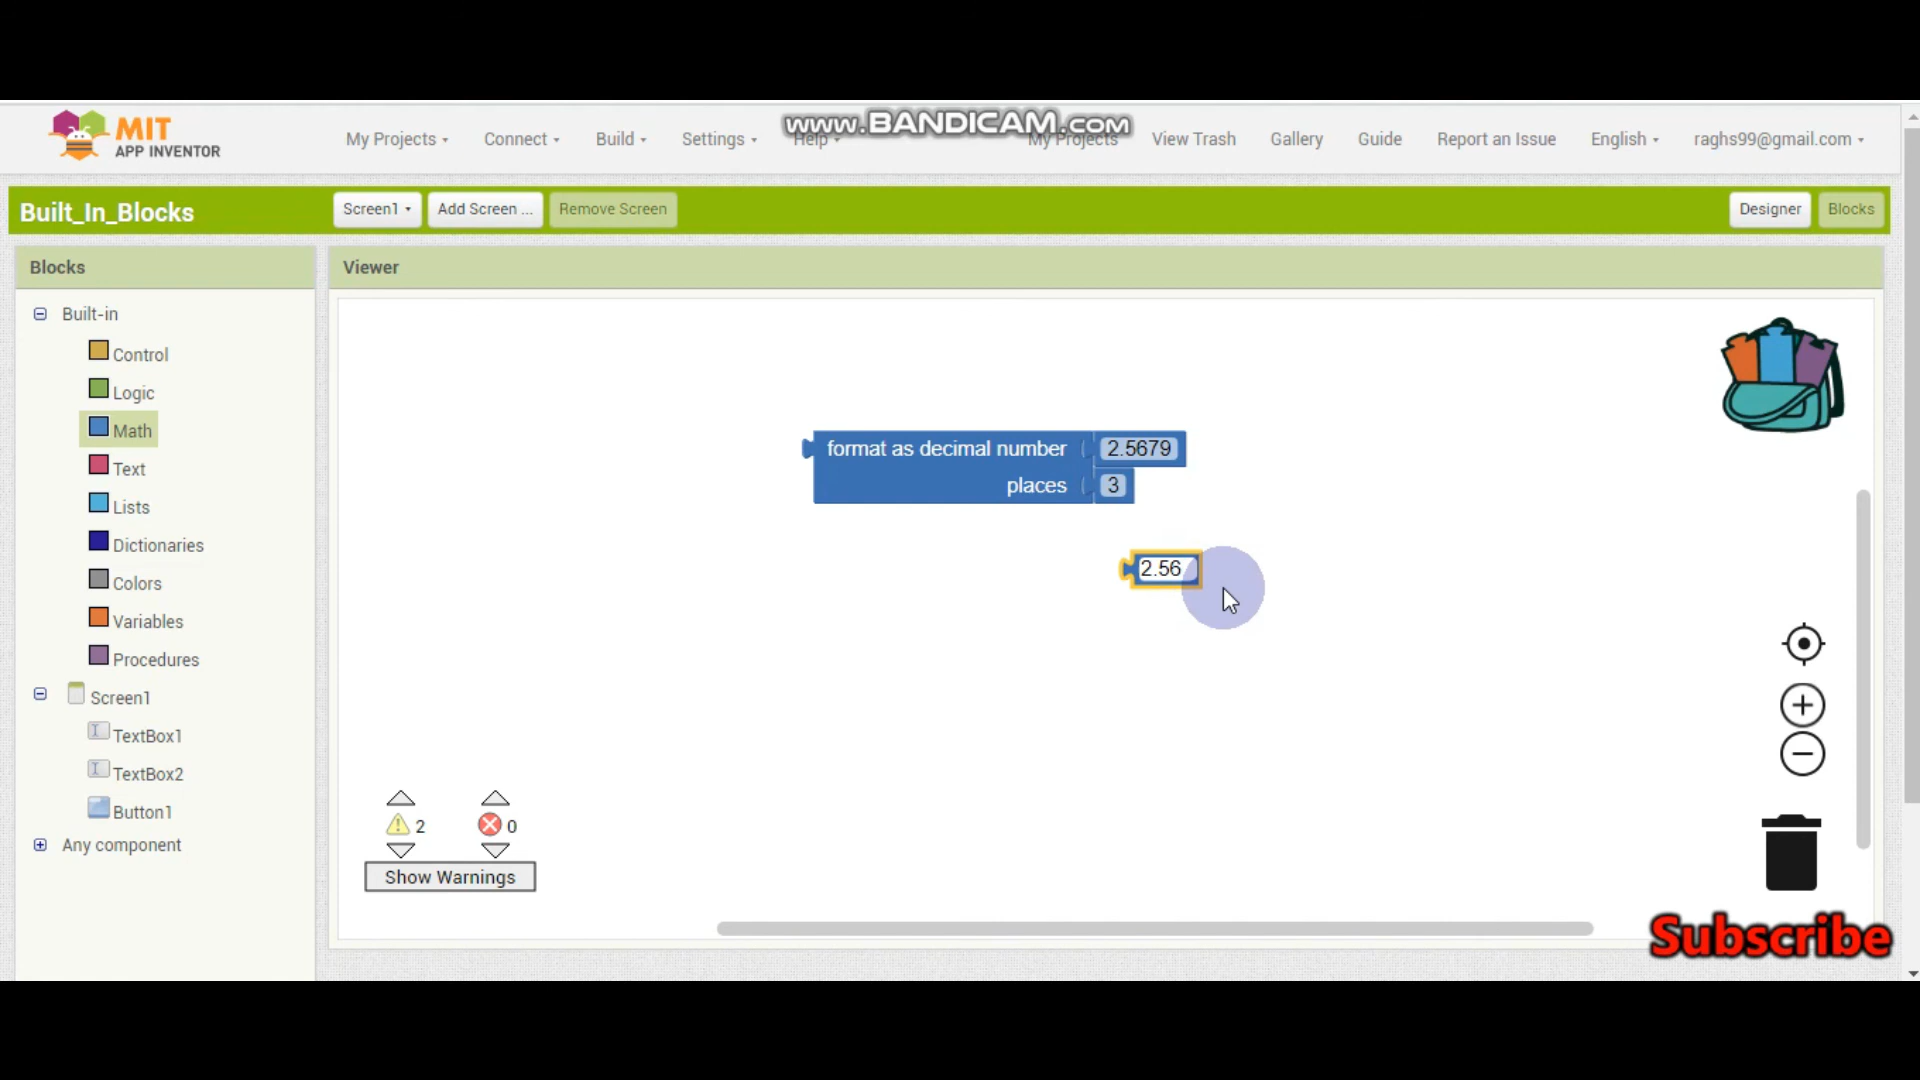 www.BANDICAM.com
MIT
APP INVENTOR
My Projects
Connect
Build
Settings
Help
My Projects
View Trash
Gallery
Guide
Report an Issue
English
raghs99@gmail.com
Built_In_Blocks
Screen1
Add Screen ...
Remove Screen
Designer
Blocks
Blocks
Viewer
Built-in
Control
Logic
Math
Text
Lists
Dictionaries
Colors
Variables
Procedures
Screen1
TextBox1
TextBox2
Button1
Any component
format as decimal number 2.5679
places 3
2.56
2 0
Show Warnings
Subscribe